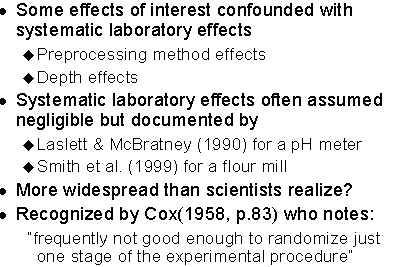 ● Some effects of interest confounded with
systematic laboratory effects
◆ Preprocessing method effects
◆ Depth effects
● Systematic laboratory effects often assumed
negligible but documented by
◆ Laslett & McBratney (1990) for a pH meter
◆ Smith et al. (1999) for a flour mill
● More widespread than scientists realize?
● Recognized by Cox(1958, p.83) who notes:
"frequently not good enough to randomize just
one stage of the experimental procedure"